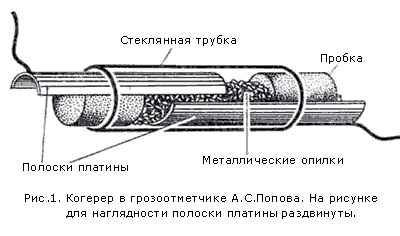 Стеклянная трубка
Пробка
Полоски платины
Металлические опилки
Рис.1. Когерер в грозоотметчике А.С.Попова. На рисунке
для наглядности полоски платины раздвинуты.